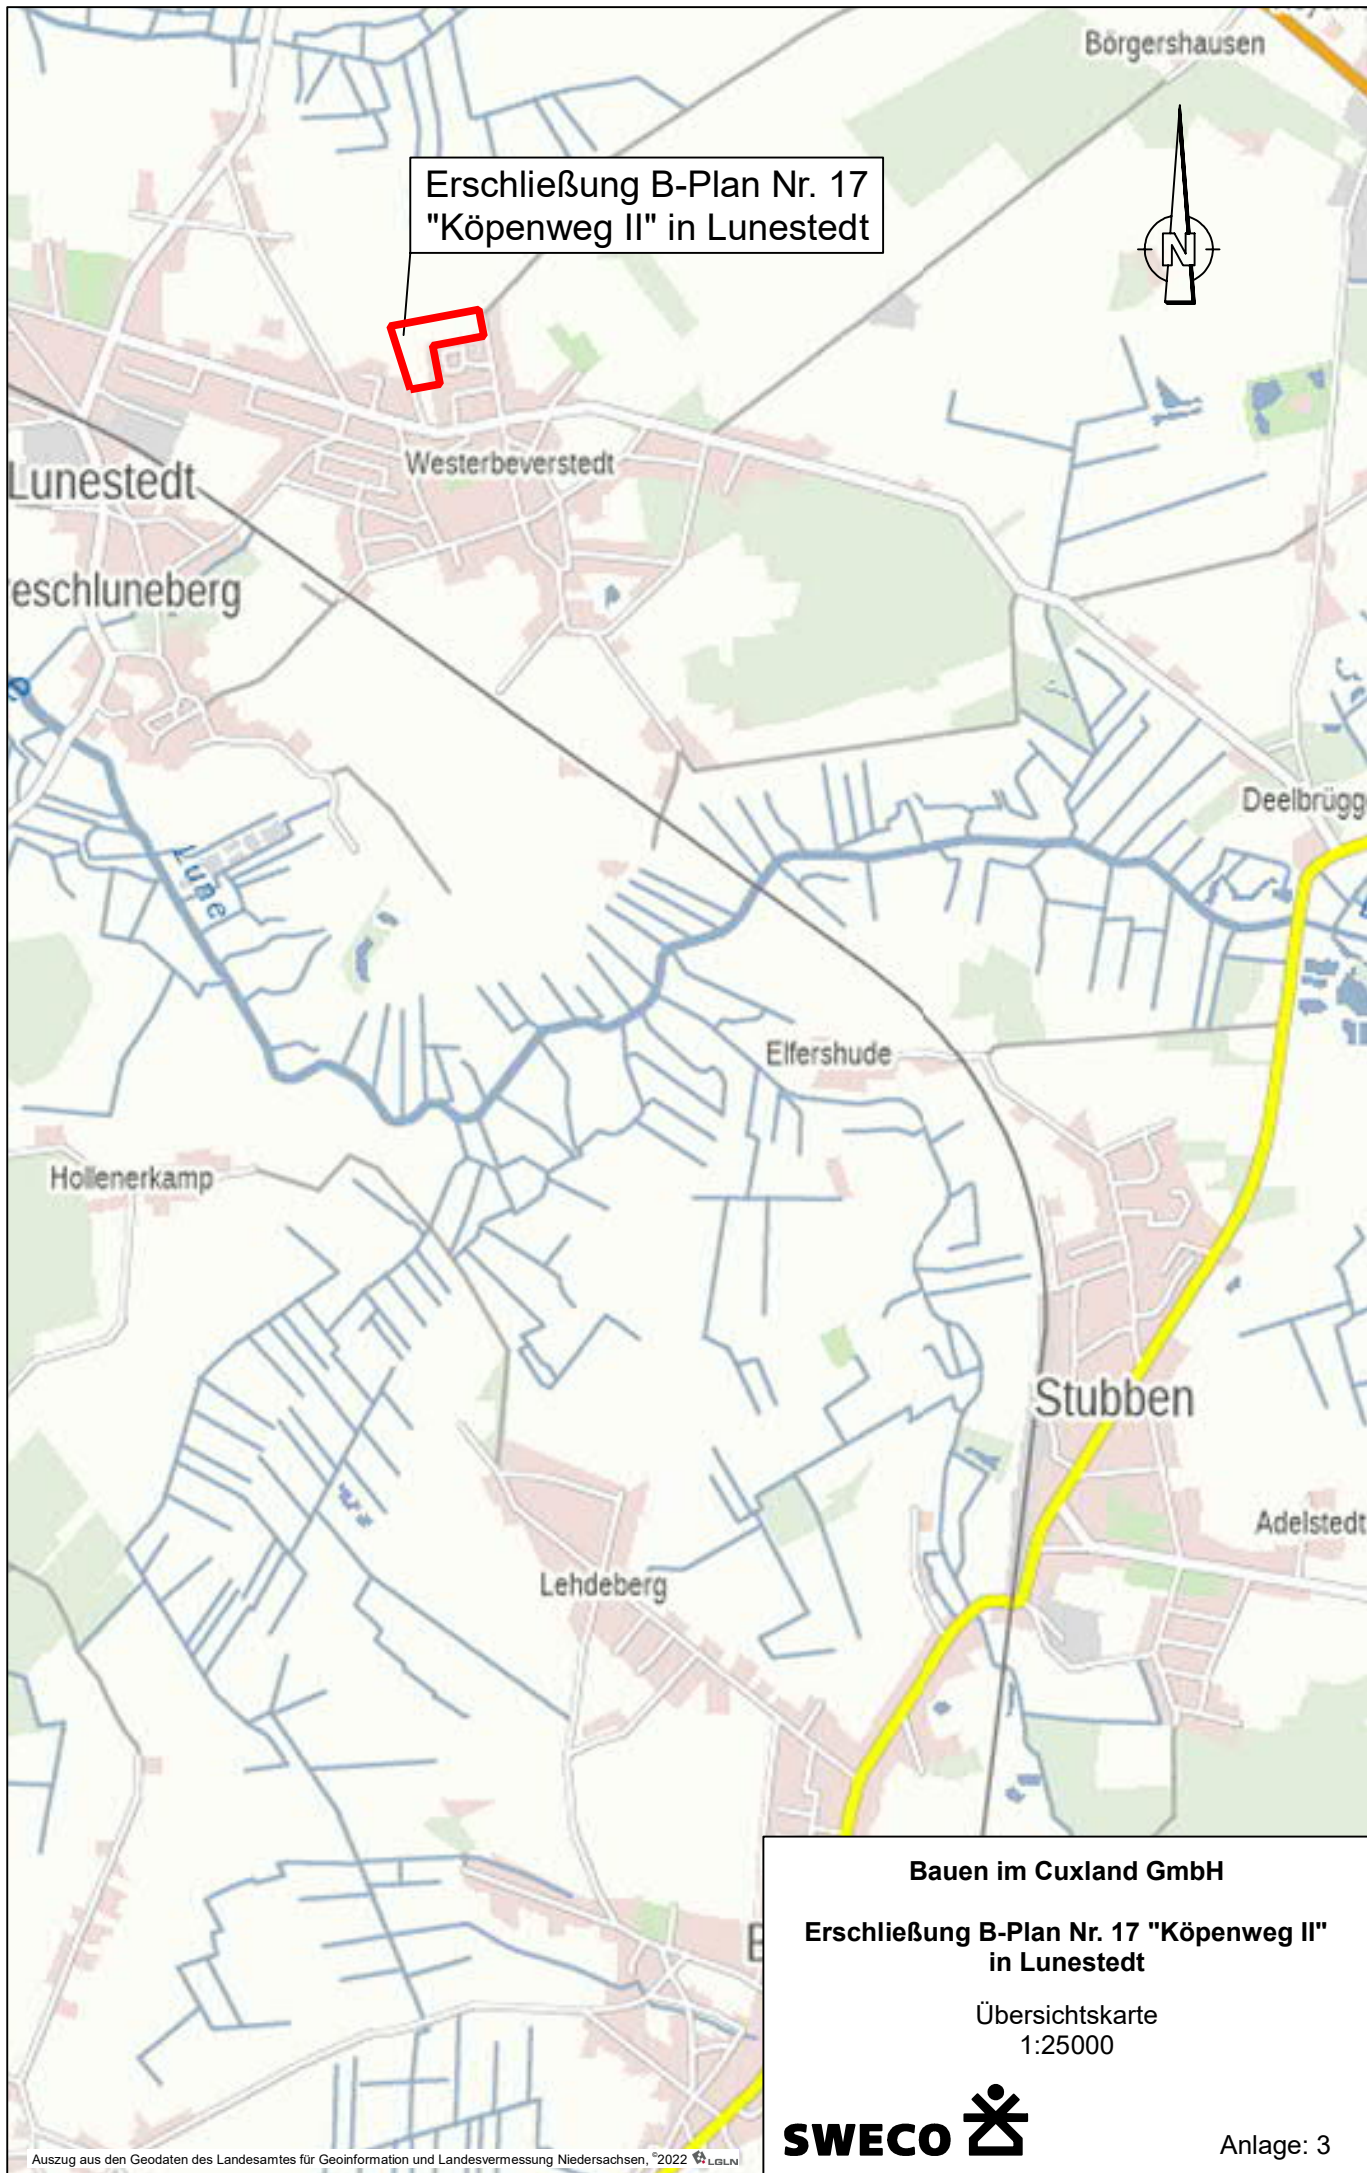 Börgershausen
Erschließung B-Plan Nr. 17
"Köpenweg II" in Lunestedt
N
Westerbeverstedt
Lunestedt
eschluneberg
e
Deelbrügg
Lune
Elfershude
Hollenerkamp
Stubben
Adelstedt
Lehdeberg
B
Bauen im Cuxland GmbH
Erschließung B-Plan Nr. 17 "Köpenweg II"
in Lunestedt
Übersichtskarte
1:25000
SWECO
Anlage: 3
Auszug aus den Geodaten des Landesamtes für Geoinformation und Landesvermessung Niedersachsen, ©2022 LGLN